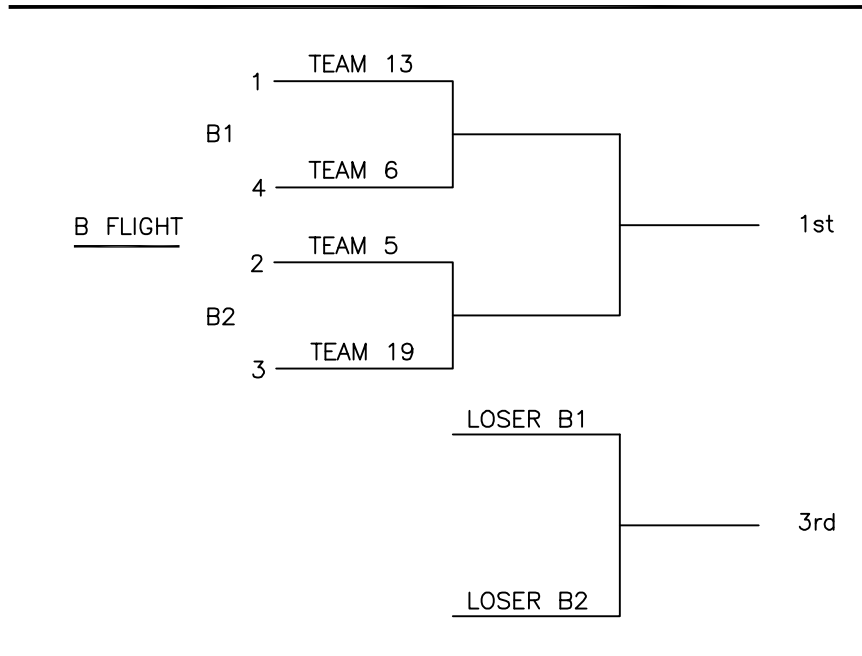 TEAM 13
1
B1
TEAM 6
4
B FLIGHT
1st
TEAM 5
2
B2
TEAM 19
3
LOSER B1
3rd
LOSER B2